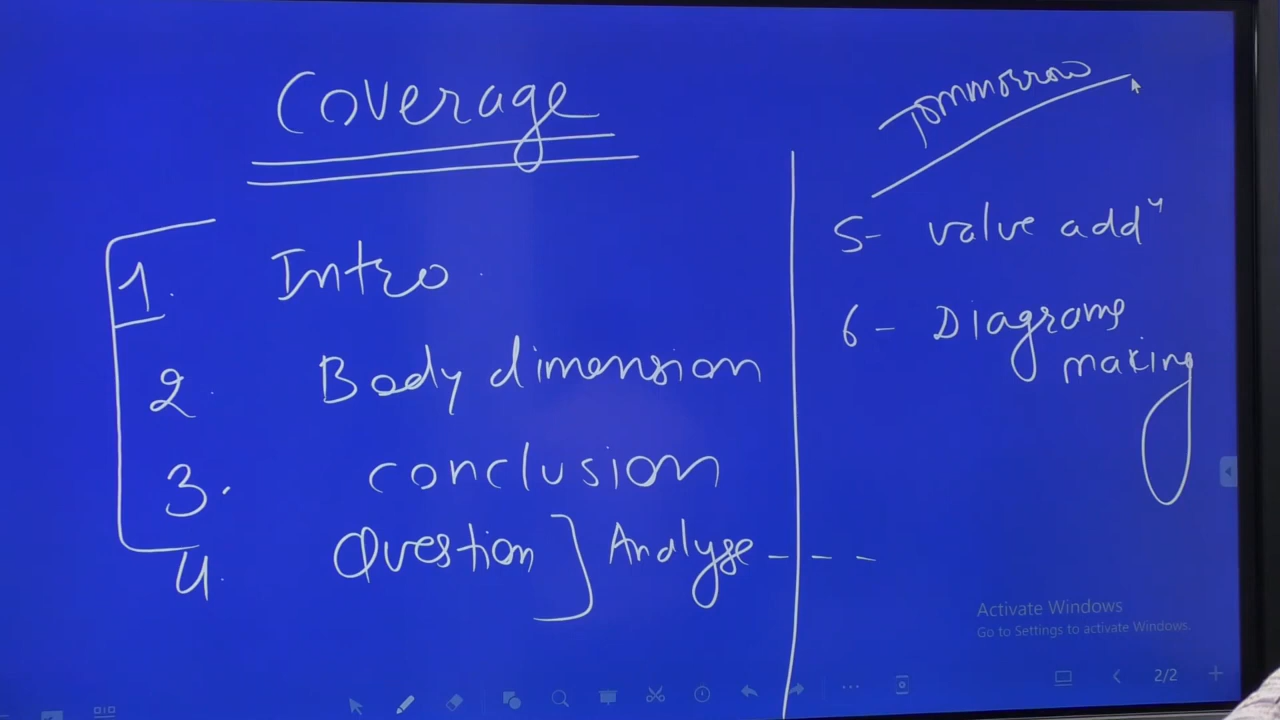 Coverage
1. Intro
2. Body dimension
3. Conclusion
4. Question ] Analyse - - -
Tommorrow
5- value addn
6- Diagrams
making
Activate Windows
Go to Settings to activate Windows.
2/2